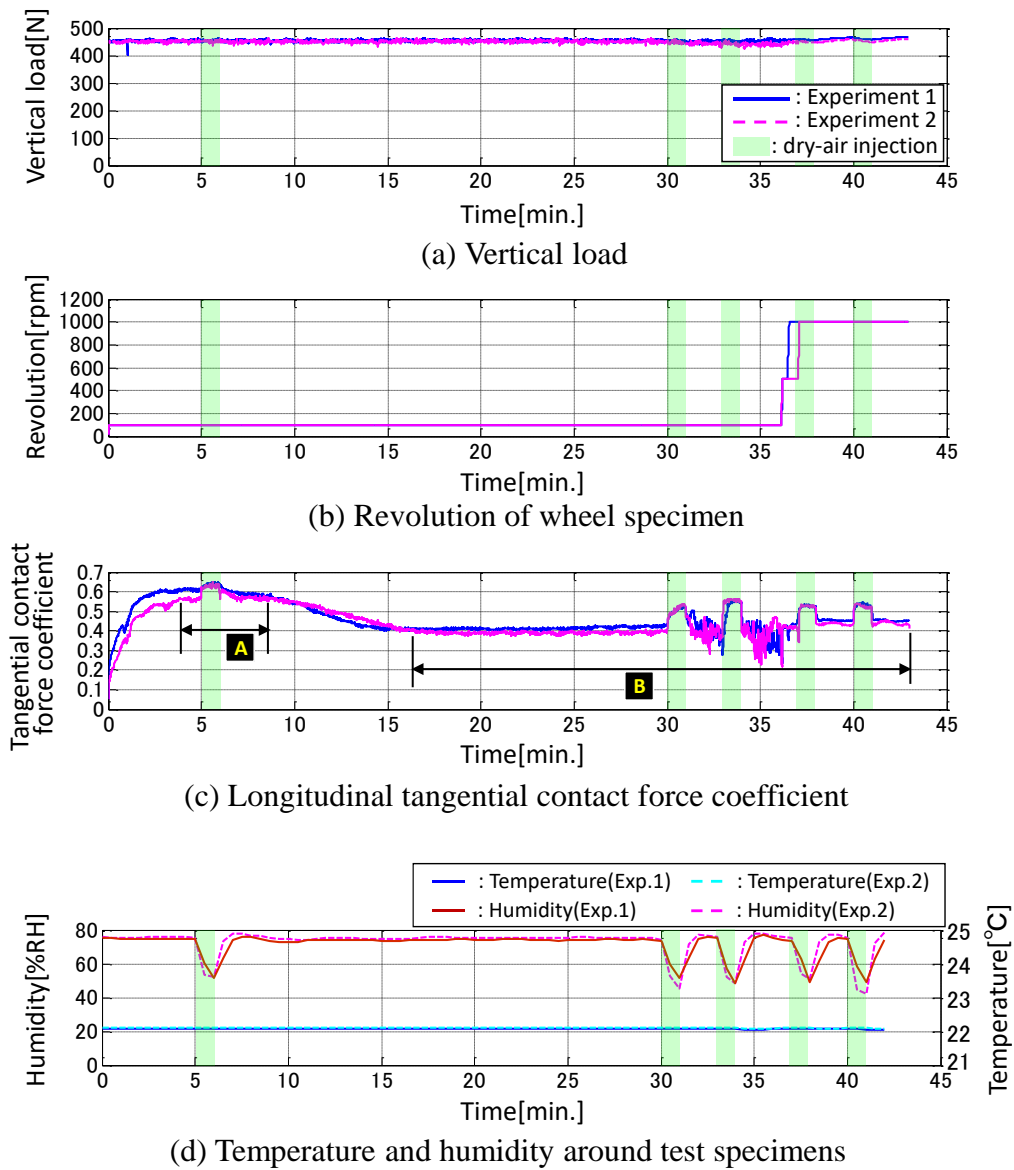 500
400
300
200
100
0
Vertical load[N]
: Experiment 1
: Experiment 2
: dry-air injection
0 5 10 15 20 25 30 35 40 45
Time[min.]
(a) Vertical load
1200
1000
800
600
400
200
0
Revolution[rpm]
0 5 10 15 20 25 30 35 40 45
Time[min.]
(b) Revolution of wheel specimen
0.7
0.6
0.5
0.4
0.3
0.2
0.1
0
Tangential contact
force coefficient
A
B
0 5 10 15 20 25 30 35 40 45
Time[min.]
(c) Longitudinal tangential contact force coefficient
: Temperature(Exp.1) : Temperature(Exp.2)
: Humidity(Exp.1) : Humidity(Exp.2)
80
60
40
20
0
Humidity[%RH]
25
24
23
22
21
Temperature[℃]
0 5 10 15 20 25 30 35 40 45
Time[min.]
(d) Temperature and humidity around test specimens